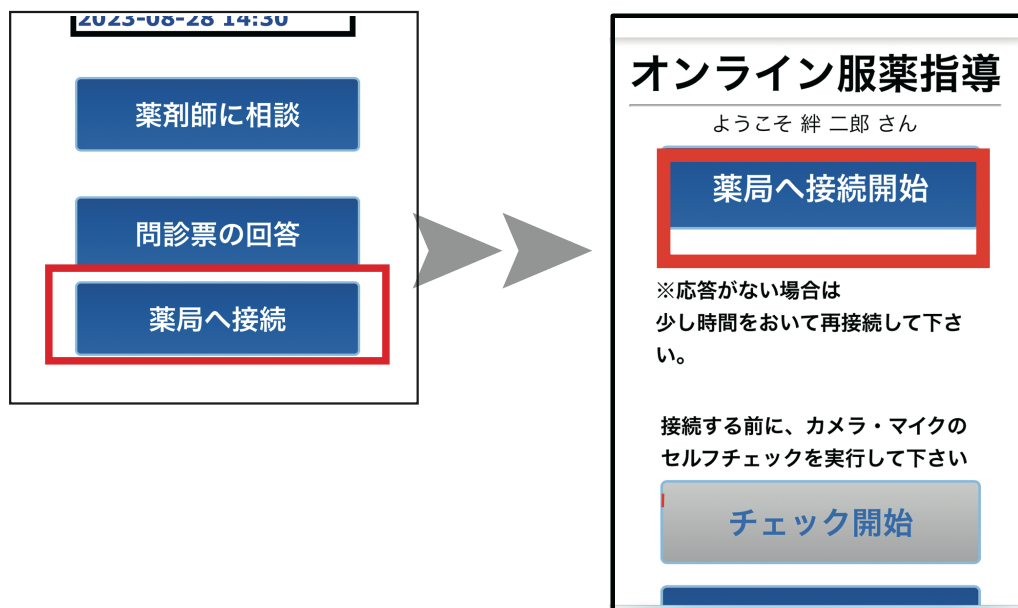 2023-08-28 14:30
薬剤師に相談
問診票の回答
薬局へ接続
オンライン服薬指導
ようこそ 絆 二郎 さん
薬局へ接続開始
※応答がない場合は
少し時間をおいて再接続して下さ
い。
接続する前に、カメラ・マイクの
セルフチェックを実行して下さい
チェック開始